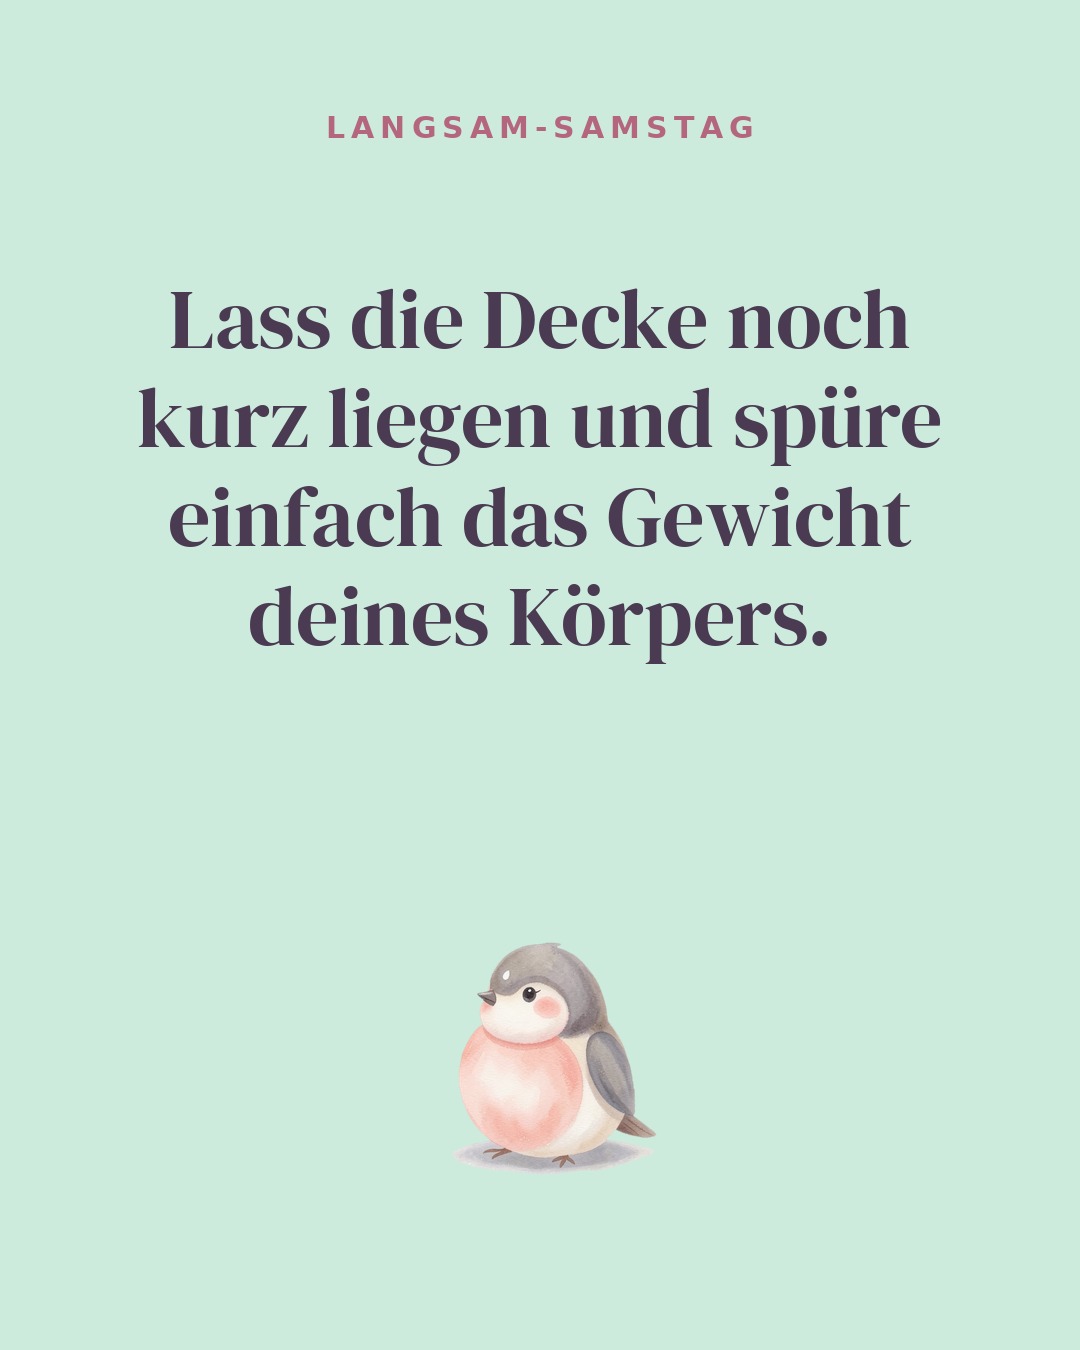 LANGSAM-SAMSTAG
Lass die Decke noch
kurz liegen und spüre
einfach das Gewicht
deines Körpers.